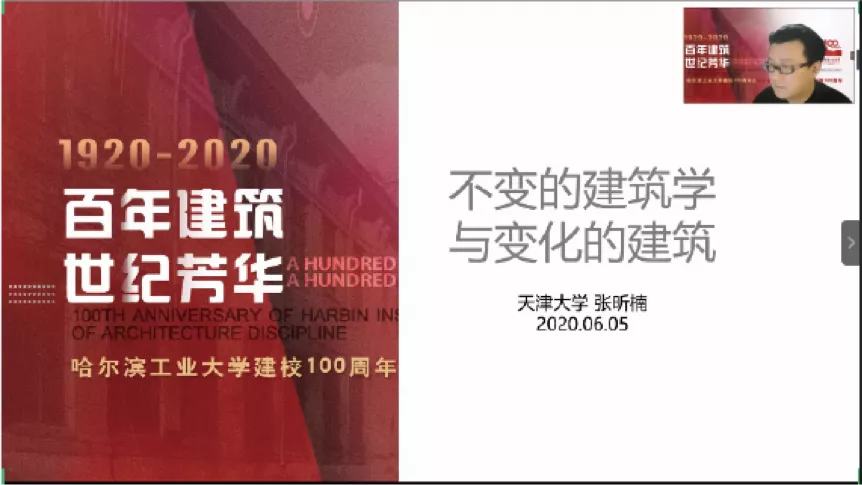 1920-2020
百年建筑
世纪芳华
A HUNDRED
A HUNDRED
100TH ANNIVERSARY OF HARBIN INS
OF ARCHITECTURE DISCIPLINE
哈尔滨工业大学建校100周年
不变的建筑学
与变化的建筑
天津大学 张昕楠
2020.06.05
1920-2020
百年建筑
世纪芳华